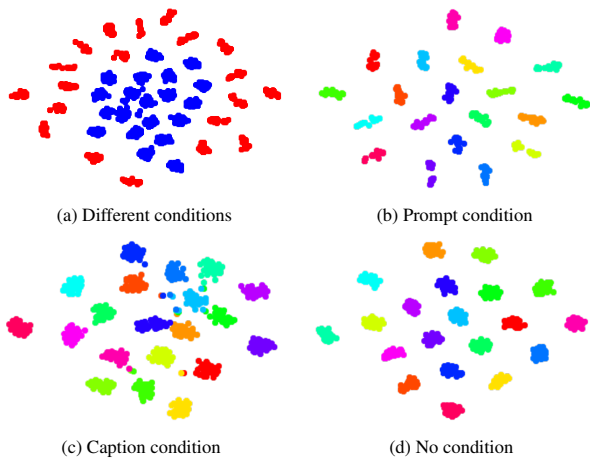 (a) Different conditions
(b) Prompt condition
(c) Caption condition
(d) No condition